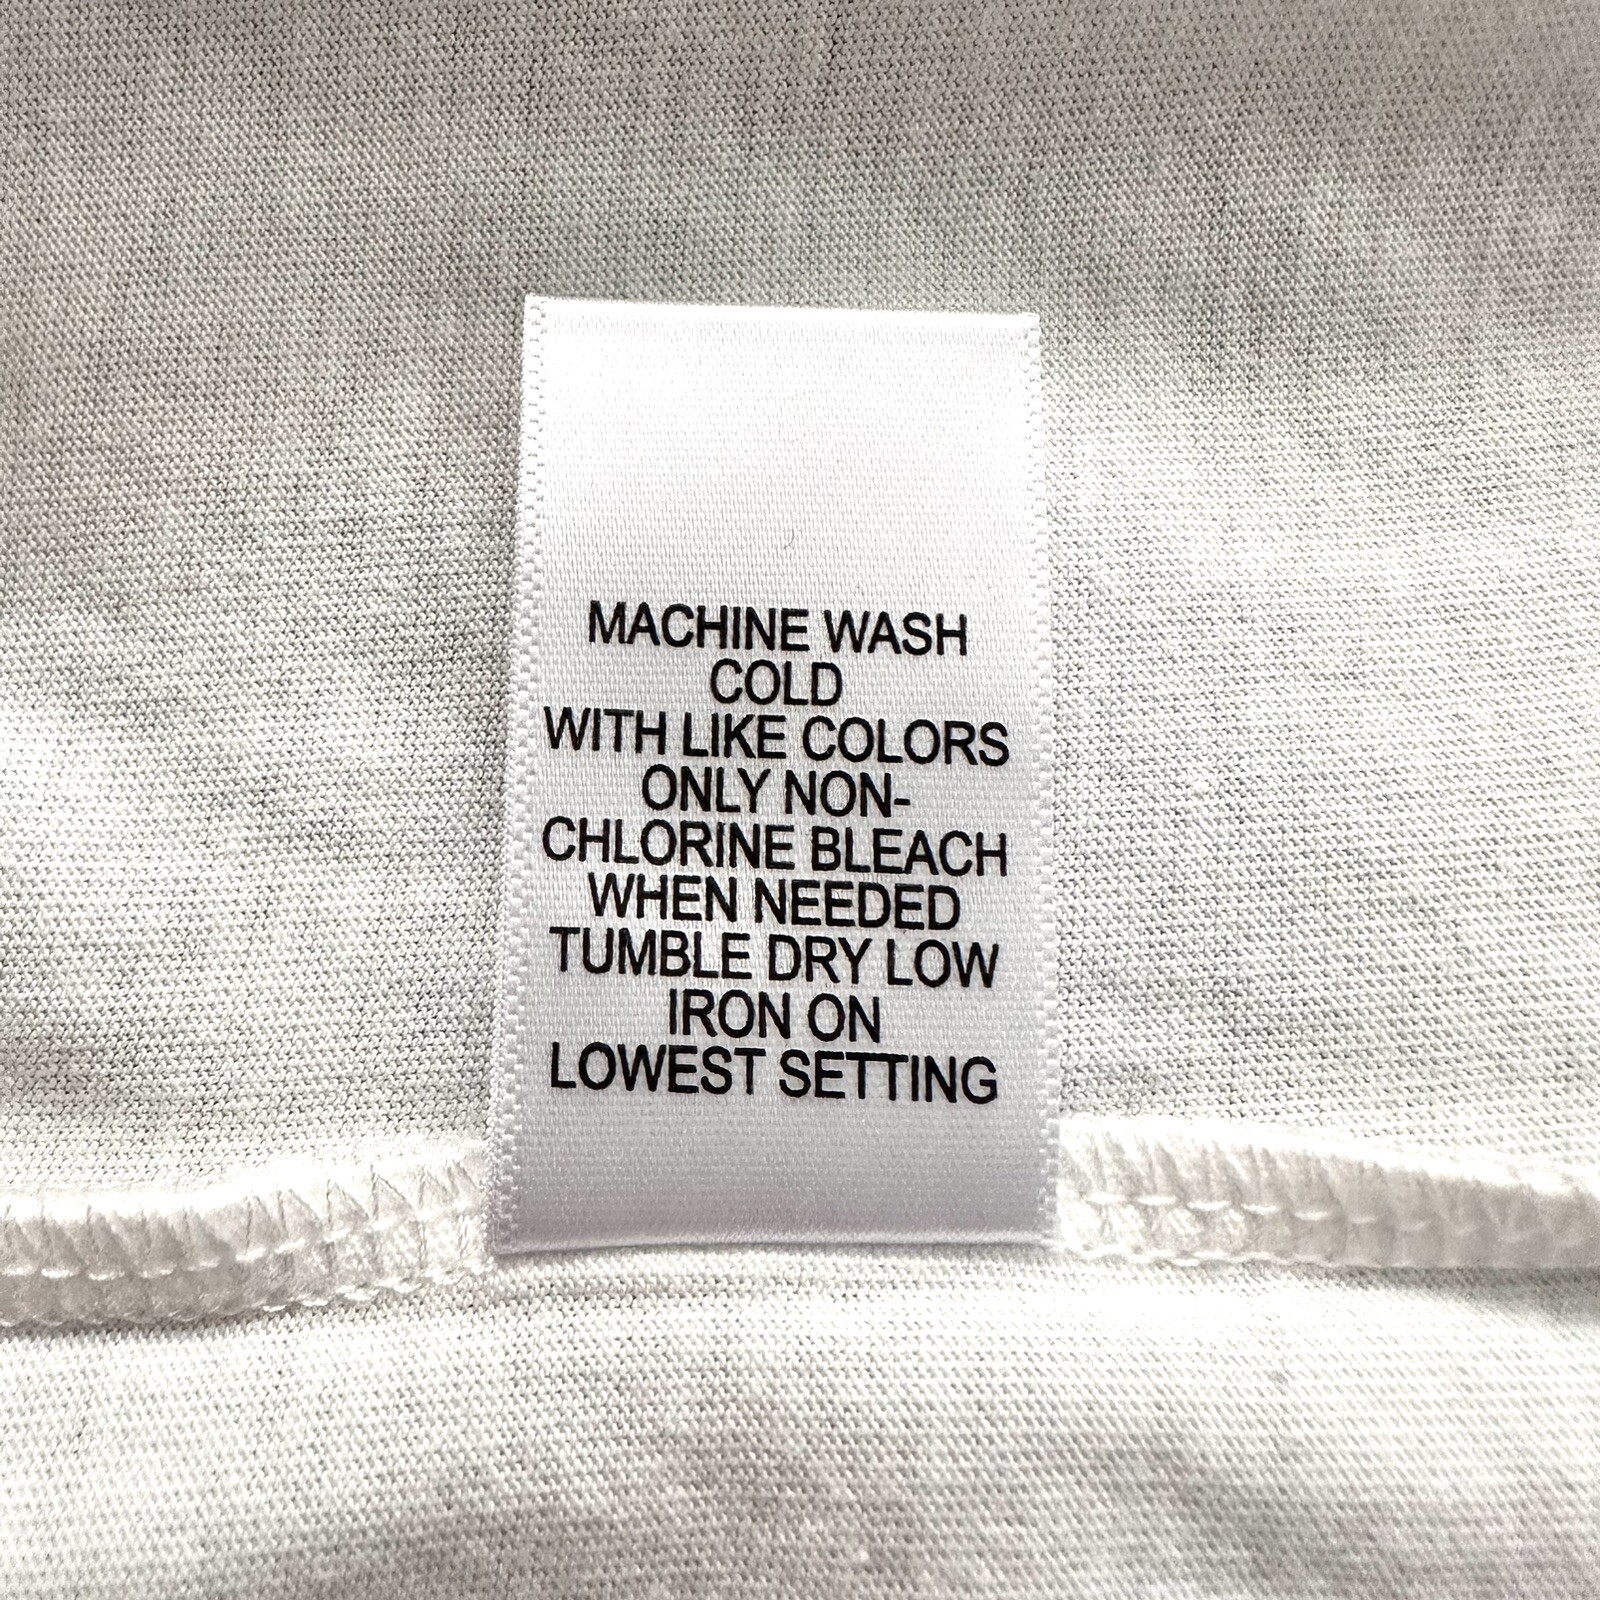 MACHINE WASH
COLD
WITH LIKE COLORS
ONLY NON-
CHLORINE BLEACH
WHEN NEEDED
TUMBLE DRY LOW
IRON ON
LOWEST SETTING